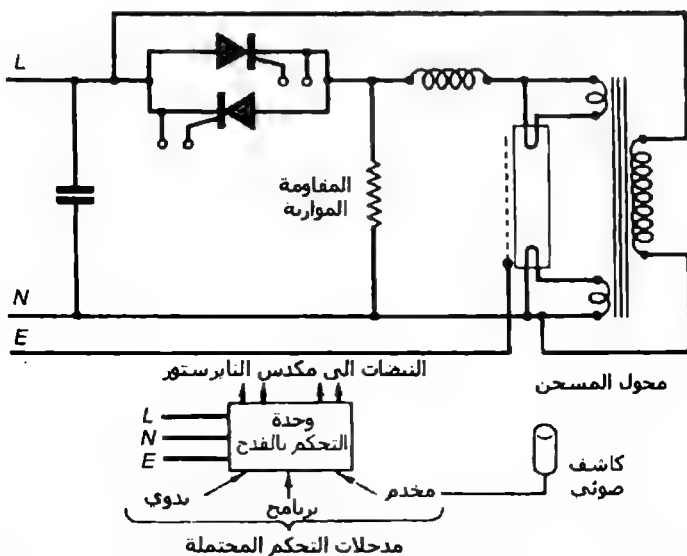 L
المقاومة
الموازية
N
E
محول المسخن
النبضات الى مكدس الثايرستور
L
N
E
وحدة
التحكم بالقدح
كاشف
ضوئي
يدوي
برنامج
مخدم
مدخلات التحكم المحتملة